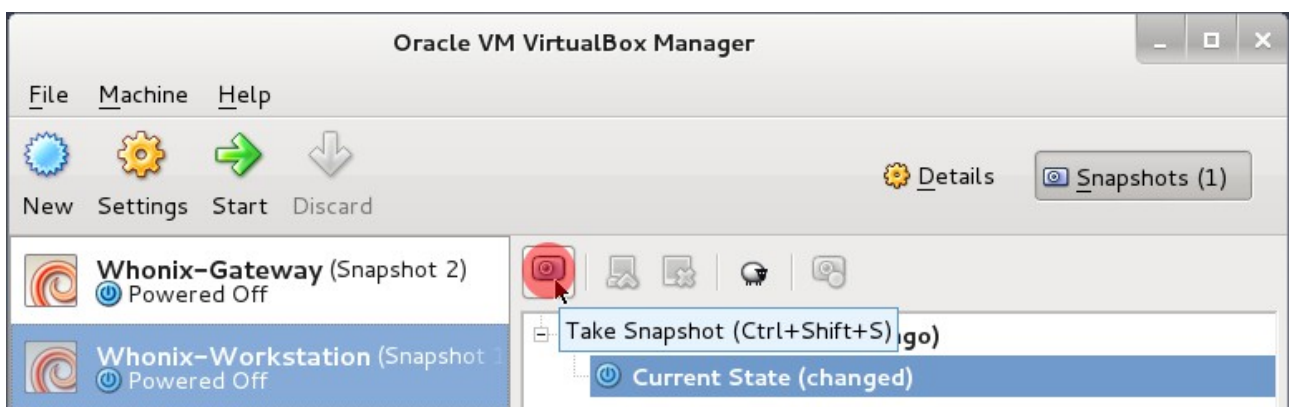 Oracle VM VirtualBox Manager
File Machine Help
New Settings Start Discard
Details Snapshots (1)
Whonix-Gateway (Snapshot 2)
Powered Off
Whonix-Workstation (Snapshot
Powered Off
Take Snapshot (Ctrl+Shift+S) ago)
Current State (changed)